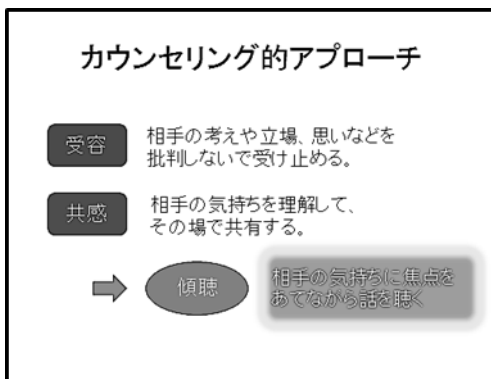 カウンセリング的アプローチ
受容
相手の考えや立場、思いなどを
批判しないで受け止める。
共感
相手の気持ちを理解して、
その場で共有する。
傾聴
相手の気持ちに焦点を
あてながら話を聴く